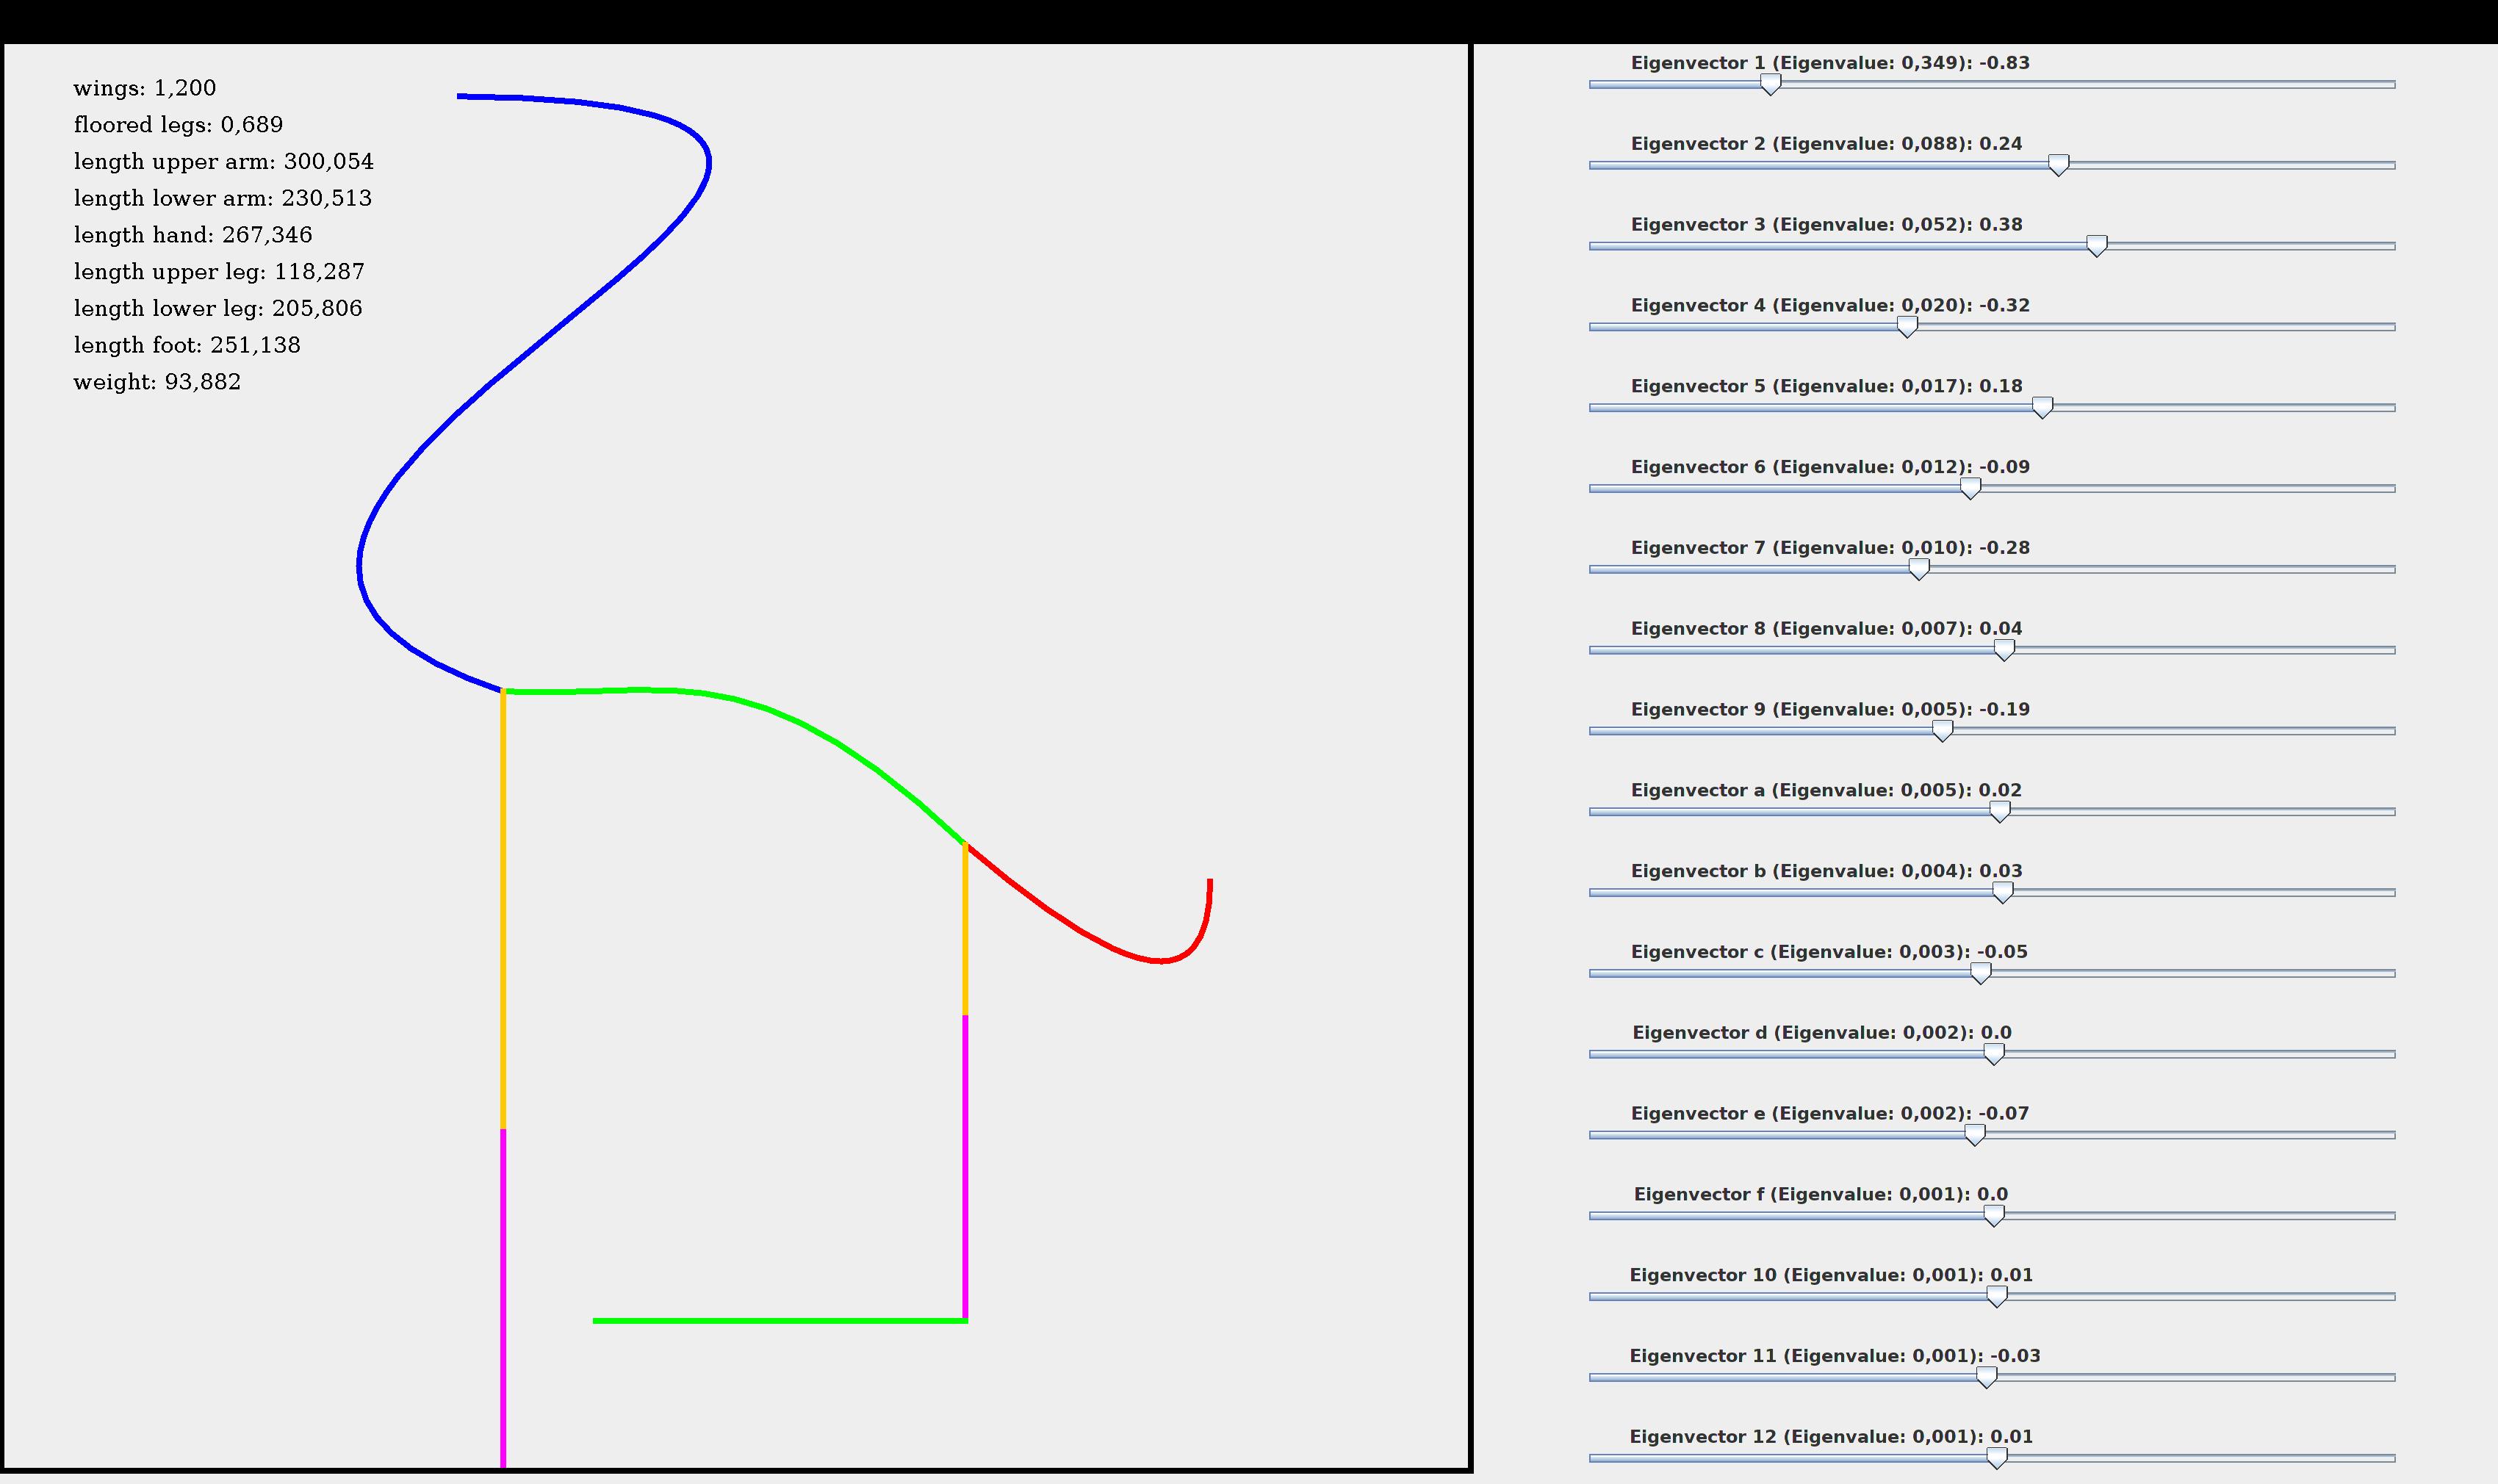 wings: 1,200
floored legs: 0,689
length upper arm: 300,054
length lower arm: 230,513
length hand: 267,346
length upper leg: 118,287
length lower leg: 205,806
length foot: 251,138
weight: 93,882
Eigenvector 1 (Eigenvalue: 0,349): -0.83
Eigenvector 2 (Eigenvalue: 0,088): 0.24
Eigenvector 3 (Eigenvalue: 0,052): 0.38
Eigenvector 4 (Eigenvalue: 0,020): -0.32
Eigenvector 5 (Eigenvalue: 0,017): 0.18
Eigenvector 6 (Eigenvalue: 0,012): -0.09
Eigenvector 7 (Eigenvalue: 0,010): -0.28
Eigenvector 8 (Eigenvalue: 0,007): 0.04
Eigenvector 9 (Eigenvalue: 0,005): -0.19
Eigenvector a (Eigenvalue: 0,005): 0.02
Eigenvector b (Eigenvalue: 0,004): 0.03
Eigenvector c (Eigenvalue: 0,003): -0.05
Eigenvector d (Eigenvalue: 0,002): 0.0
Eigenvector e (Eigenvalue: 0,002): -0.07
Eigenvector f (Eigenvalue: 0,001): 0.0
Eigenvector 10 (Eigenvalue: 0,001): 0.01
Eigenvector 11 (Eigenvalue: 0,001): -0.03
Eigenvector 12 (Eigenvalue: 0,001): 0.01